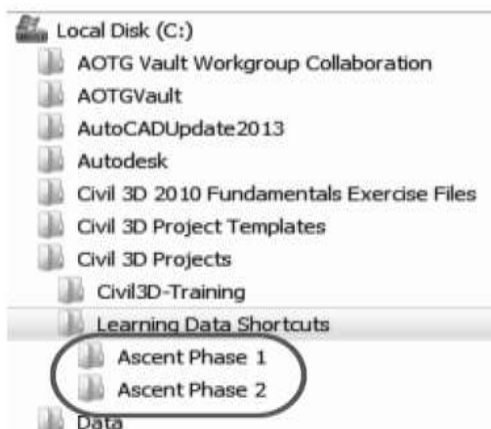 Local Disk (C:)
AOTG Vault Workgroup Collaboration
AOTGVault
AutoCADUpdate2013
Autodesk
Civil 3D 2010 Fundamentals Exercise Files
Civil 3D Project Templates
Civil 3D Projects
Civil3D-Training
Learning Data Shortcuts
Ascent Phase 1
Ascent Phase 2
Data